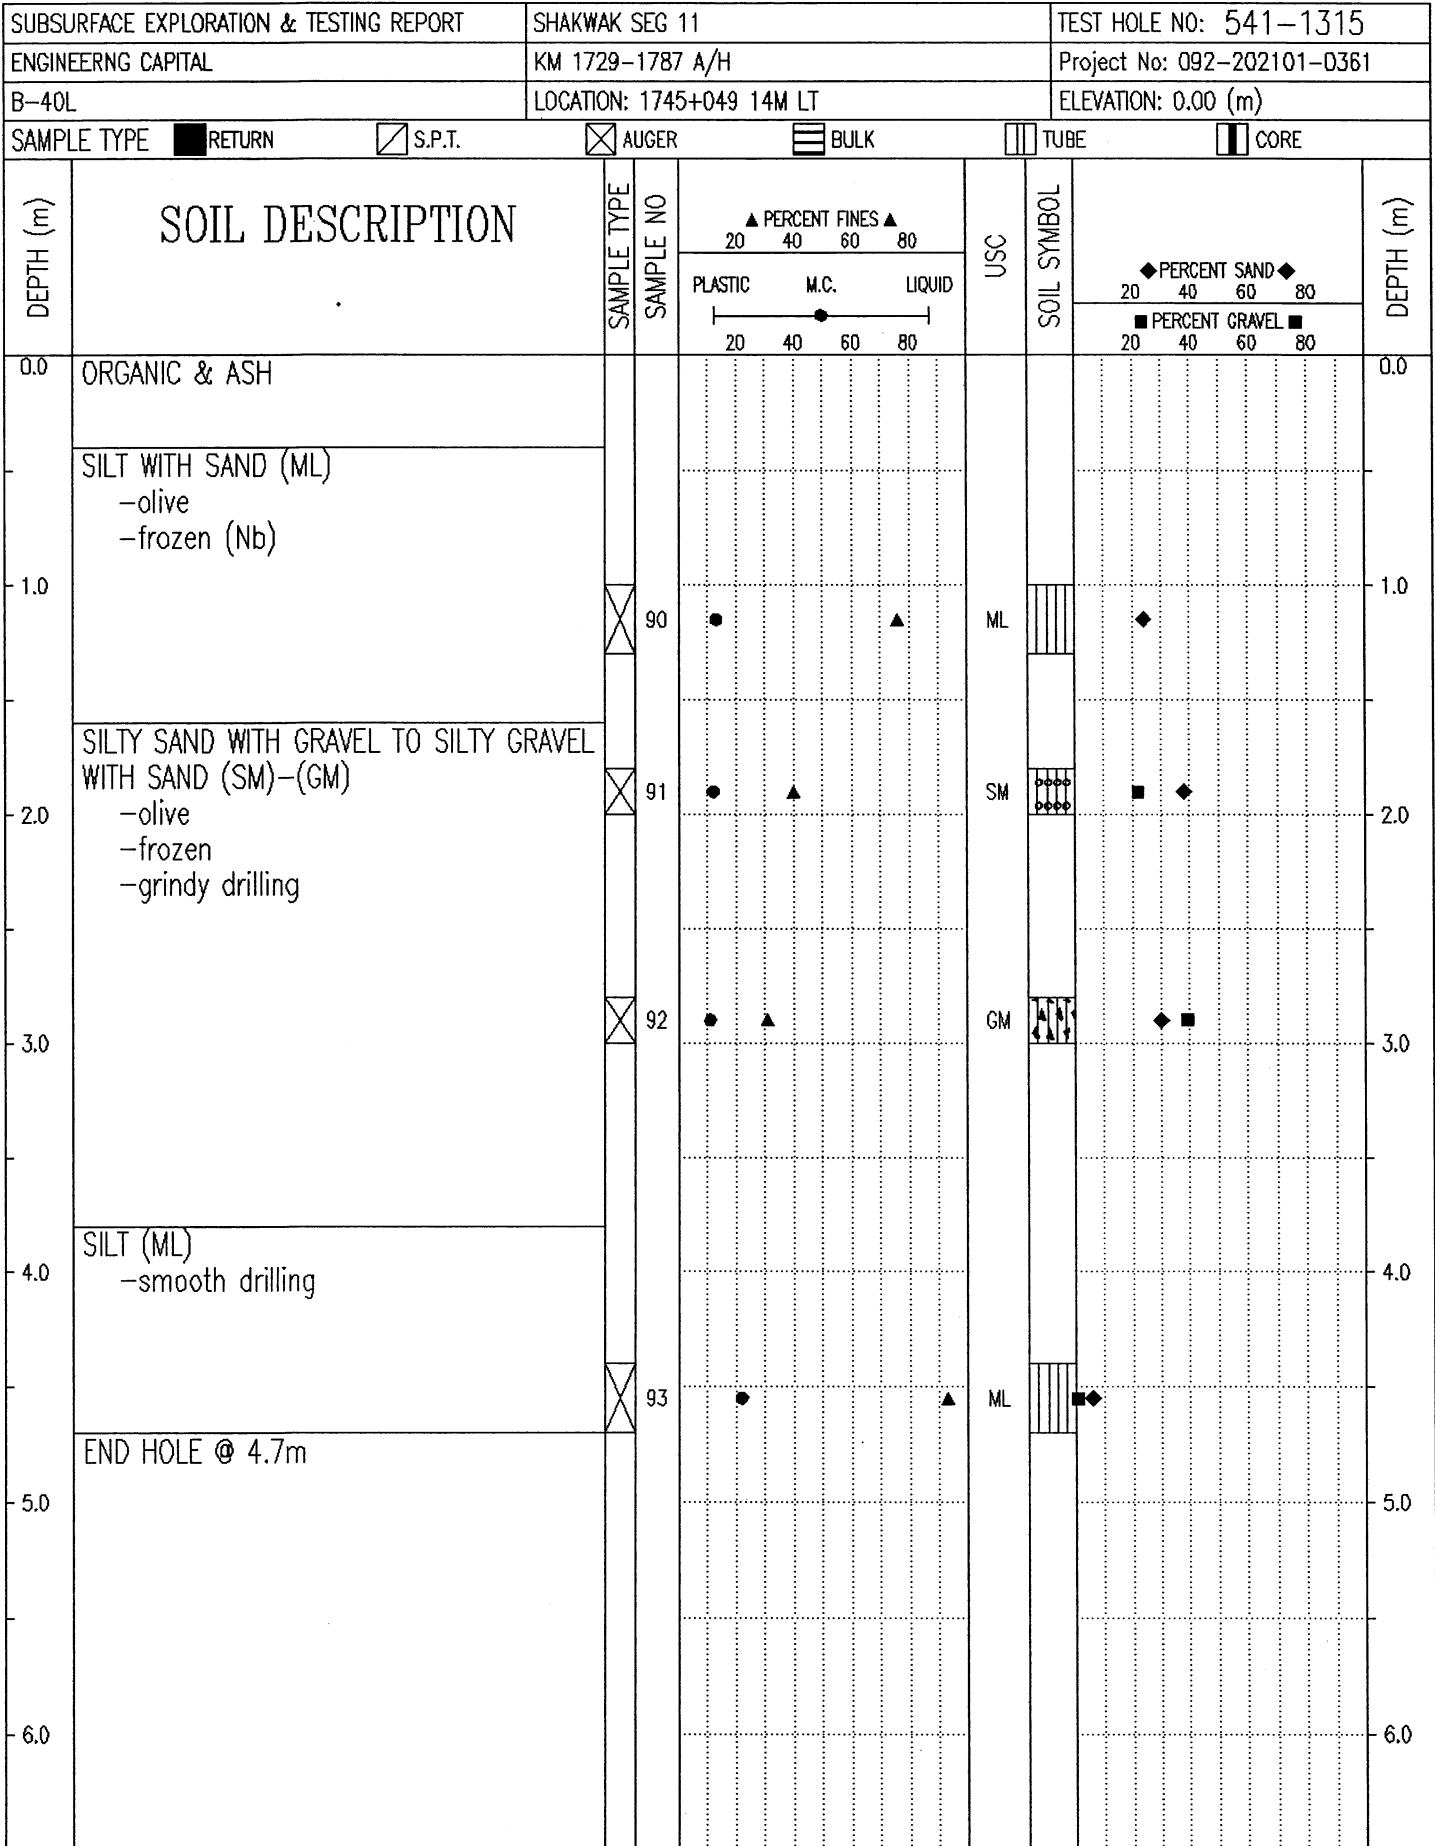 SUBSURFACE EXPLORATION & TESTING REPORT
SHAKWAK SEG 11
TEST HOLE NO: 541-1315
ENGINEERNG CAPITAL
KM 1729-1787 A/H
Project No: 092-202101-0361
B-40L
LOCATION: 1745+049 14M LT
ELEVATION: 0.00 (m)
SAMPLE TYPE RETURN S.P.T. AUGER BULK TUBE CORE
DEPTH (m)
SOIL DESCRIPTION
SAMPLE TYPE
SAMPLE NO
▲ PERCENT FINES ▲
20 40 60 80
PLASTIC M.C. LIQUID
20 40 60 80
USC
SOIL SYMBOL
◆ PERCENT SAND ◆
20 40 60 80
■ PERCENT GRAVEL ■
20 40 60 80
DEPTH (m)
0.0 ORGANIC & ASH 0.0
SILT WITH SAND (ML)
-olive
-frozen (Nb)
1.0 1.0
90 ML
SILTY SAND WITH GRAVEL TO SILTY GRAVEL
WITH SAND (SM)-(GM)
91 SM
-olive
2.0 2.0
-frozen
-grindy drilling
92 GM
3.0 3.0
SILT (ML)
4.0 -smooth drilling 4.0
93 ML
END HOLE @ 4.7m
5.0 5.0
6.0 6.0